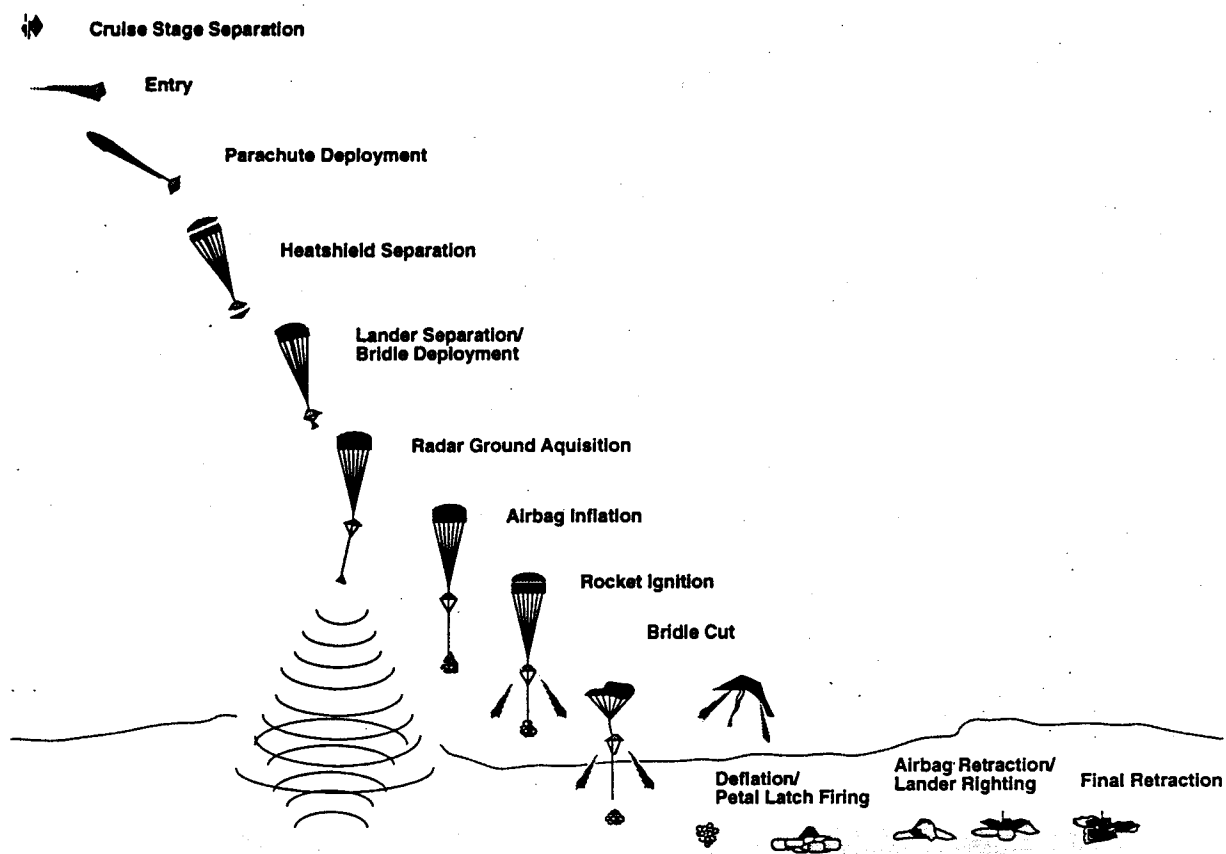 Cruise Stage Separation
Entry
Parachute Deployment
Heatshield Separation
Lander Separation/
Bridle Deployment
Radar Ground Aquisition
Airbag Inflation
Rocket Ignition
Bridle Cut
Deflation/
Petal Latch Firing
Airbag Retraction/
Lander Righting
Final Retraction